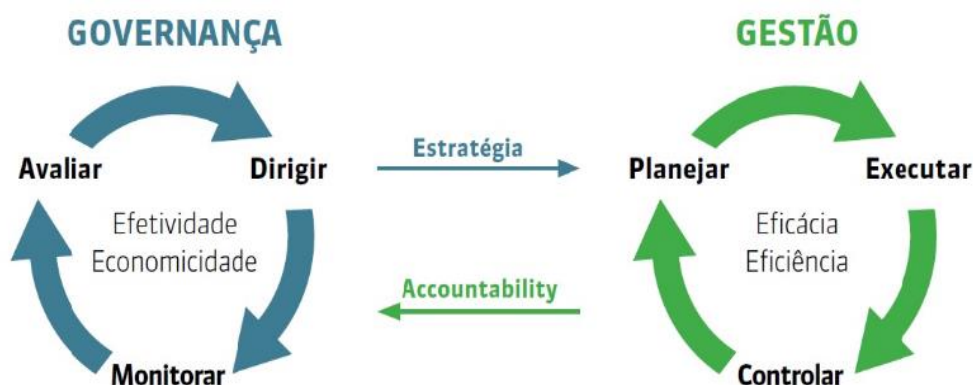 GOVERNANÇA
Avaliar
Dirigir
Efetividade
Economicidade
Monitorar
Estratégia
Accountability
GESTÃO
Planejar
Executar
Eficácia
Eficiência
Controlar